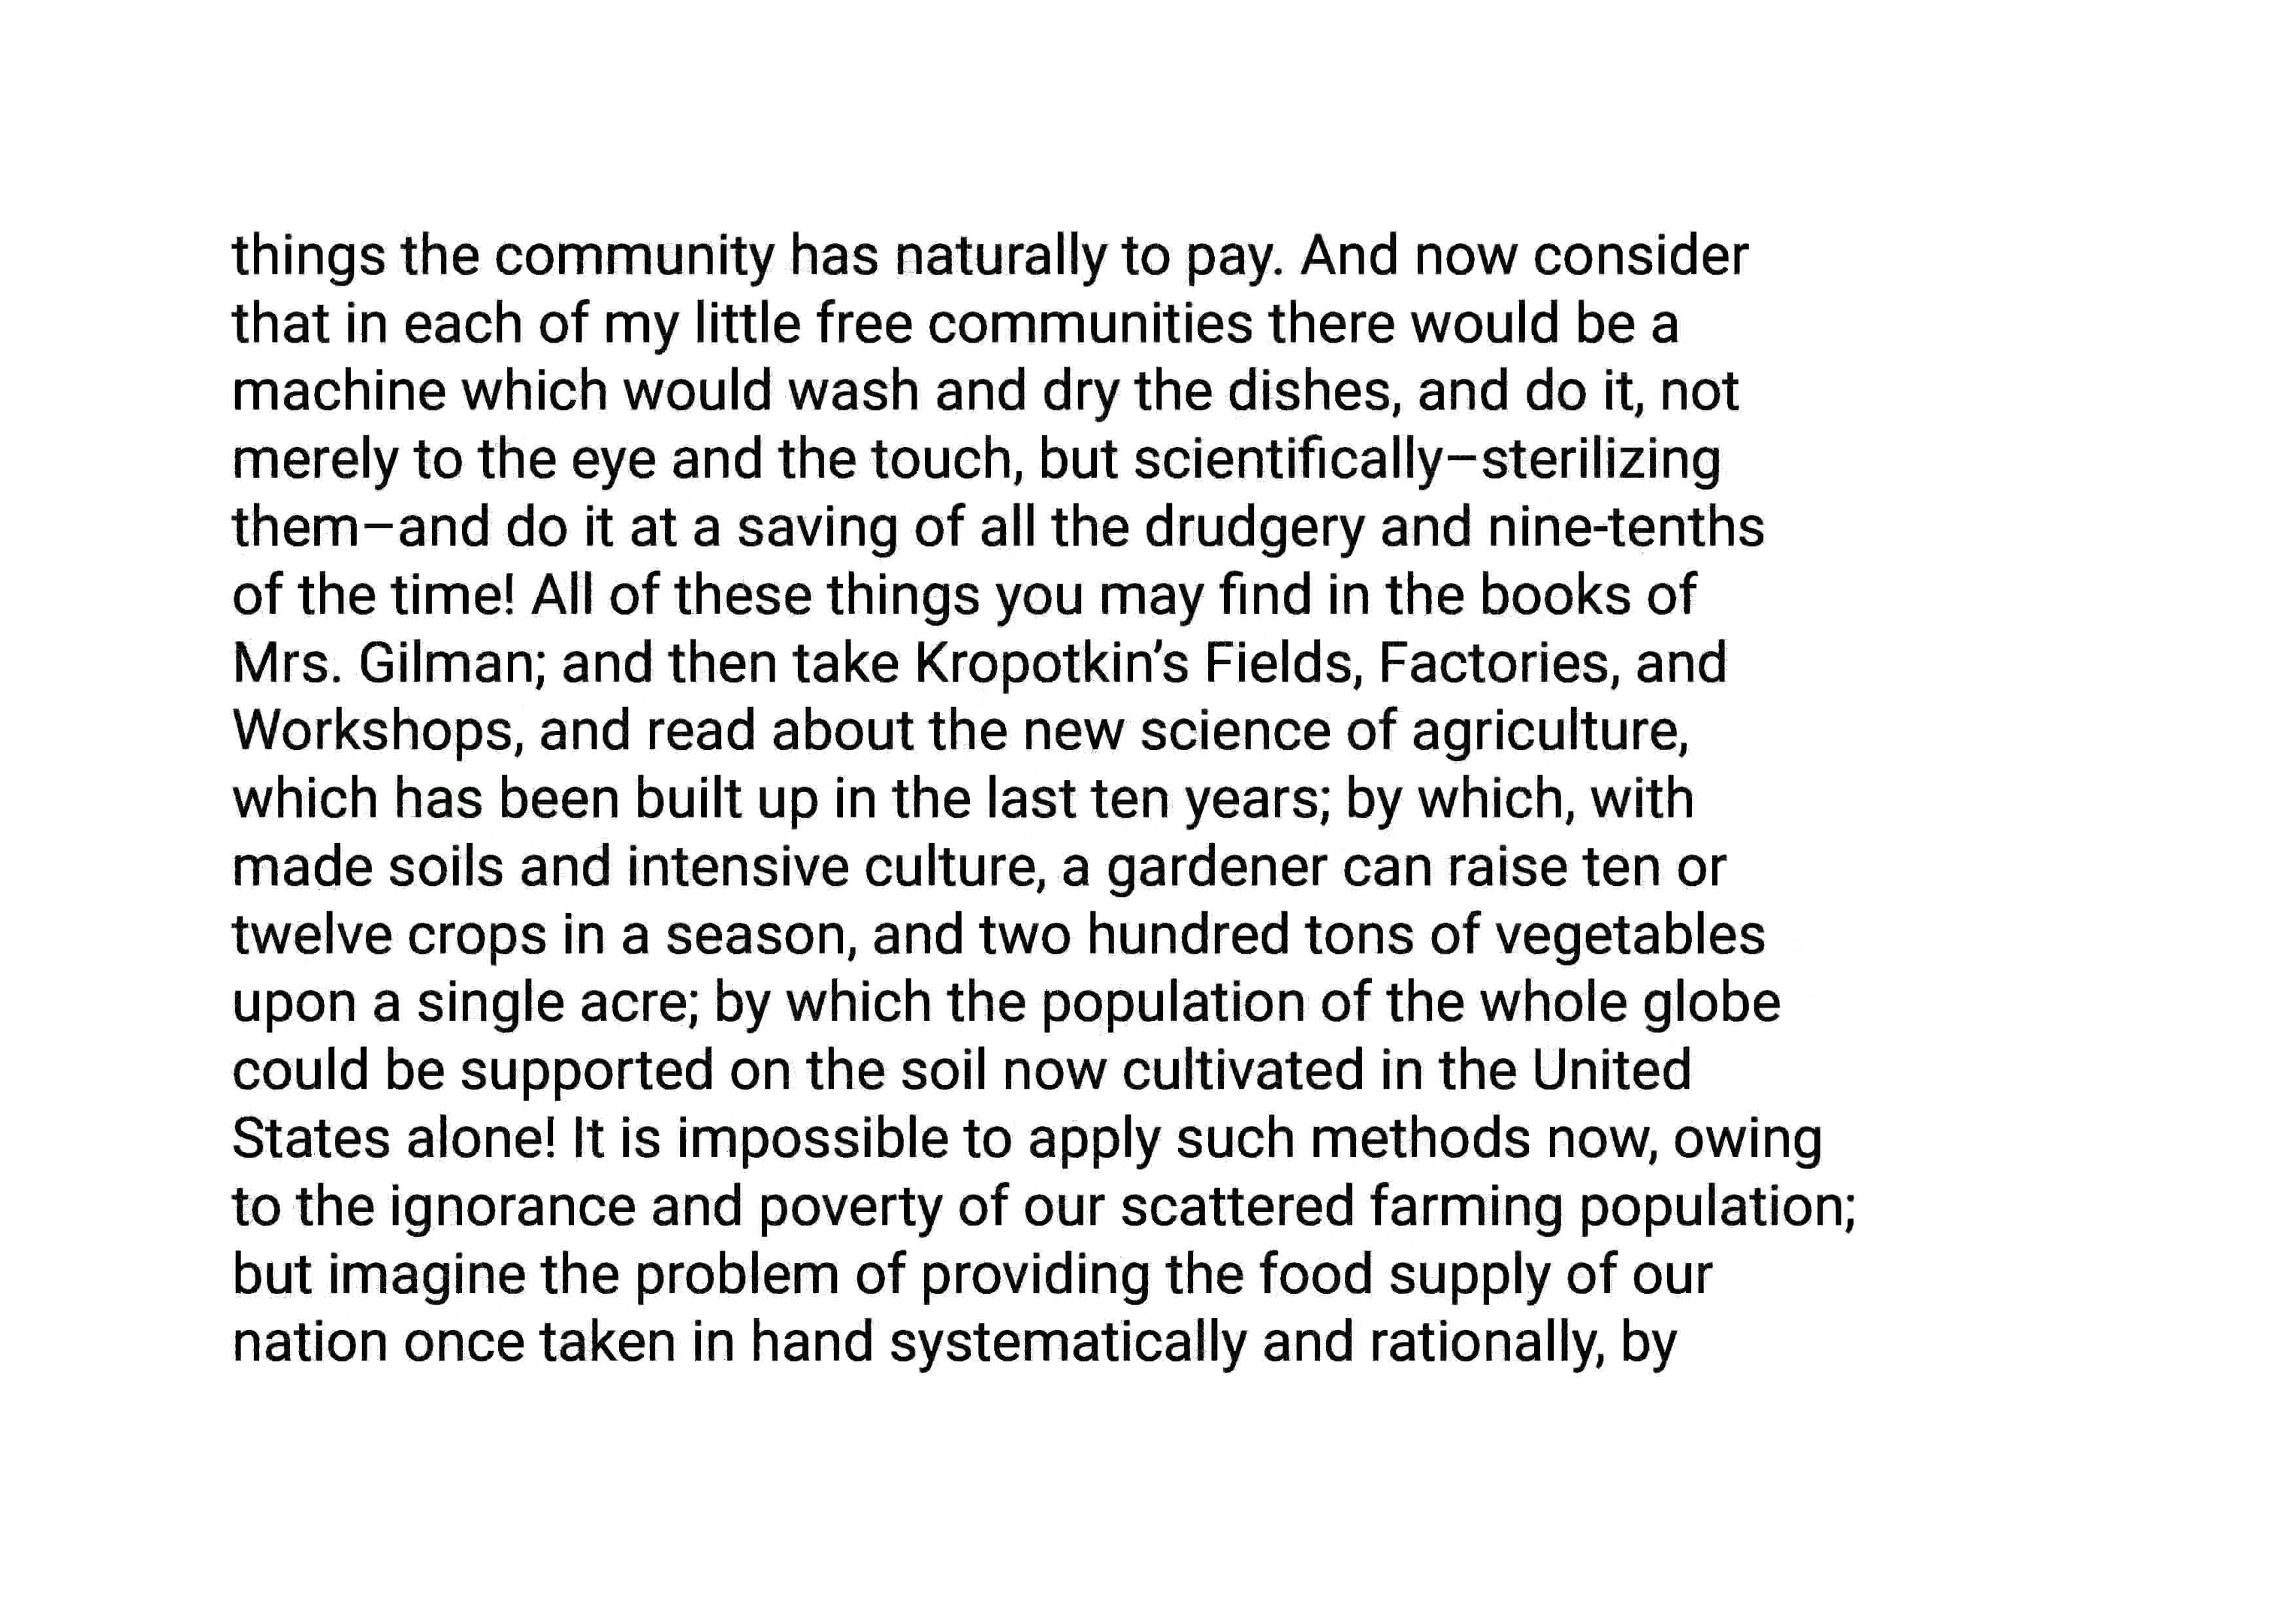 things the community has naturally to pay. And now consider
that in each of my little free communities there would be a
machine which would wash and dry the dishes, and do it, not
merely to the eye and the touch, but scientifically–sterilizing
them–and do it at a saving of all the drudgery and nine-tenths
of the time! All of these things you may find in the books of
Mrs. Gilman; and then take Kropotkin’s Fields, Factories, and
Workshops, and read about the new science of agriculture,
which has been built up in the last ten years; by which, with
made soils and intensive culture, a gardener can raise ten or
twelve crops in a season, and two hundred tons of vegetables
upon a single acre; by which the population of the whole globe
could be supported on the soil now cultivated in the United
States alone! It is impossible to apply such methods now, owing
to the ignorance and poverty of our scattered farming population;
but imagine the problem of providing the food supply of our
nation once taken in hand systematically and rationally, by